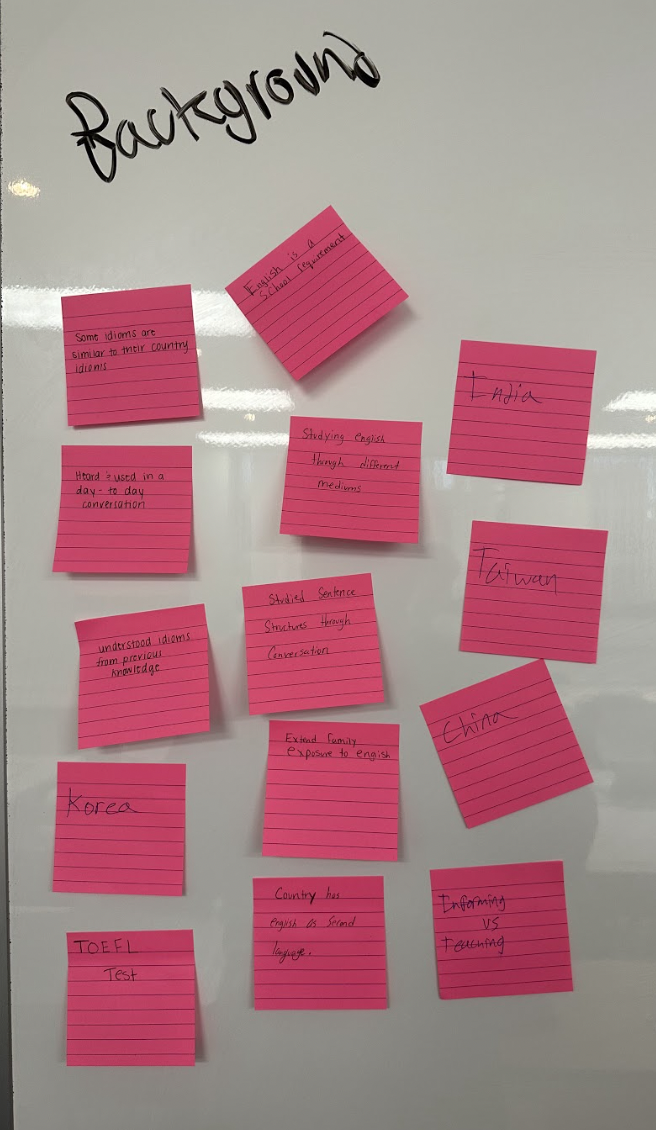 Background
English is a
School requirement
Some idioms are
similar to their country
idioms
India
Studying english
though different
mediums
Heard & used in a
day-to day
conversation
Taiwan
Studied Sentence
Structures through
Conversation
understood idioms
from previous
knowledge
China
Extend family
exposure to english
Korea
Country has
english as Second
language.
Informing
VS
Teaching
TOEFL
Test